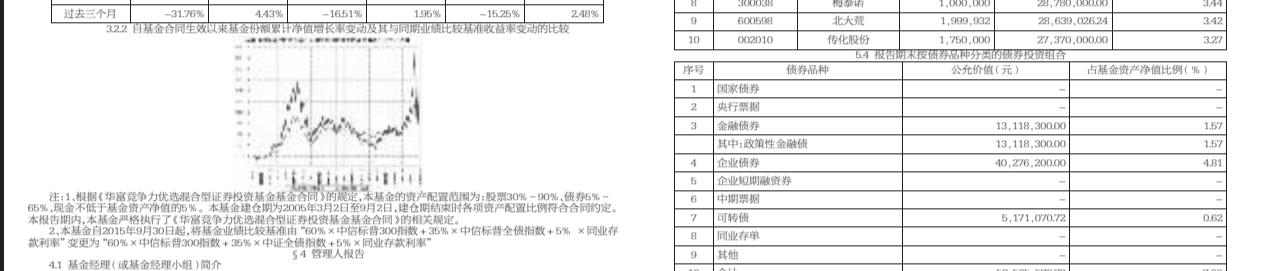 过去三个月 -31.76% 4.43% -16.51% 1.95% -15.25% 2.48%
3.2.2 自基金合同生效以来基金份额累计净值增长率变动及其与同期业绩比较基准收益率变动的比较
注:1、根据《华富竞争力优选混合型证券投资基金基金合同》的规定,本基金的资产配置范围为:股票30%-90%、债券5%-
65%、现金不低于基金资产净值的5%。本基金建仓期为2005年3月2日至9月2日,建仓期结束时各项资产配置比例符合合同约定。
本报告期内,本基金严格执行了《华富竞争力优选混合型证券投资基金基金合同》的相关规定。
2、本基金自2015年9月30日起,将基金业绩比较基准由“60%×中信标普300指数+35%×中信标普全债指数+5% ×同业存
款利率”变更为“60%×中信标普300指数+35%×中证全债指数+5%×同业存款利率”
§4 管理人报告
4.1 基金经理(或基金经理小组)简介
8 300038 梅泰诺 1,000,000 28,780,000.00 3.44
9 600598 北大荒 1,999,932 28,639,026.24 3.42
10 002010 传化股份 1,750,000 27,370,000.00 3.27
5.4 报告期末按债券品种分类的债券投资组合
序号 债券品种 公允价值(元) 占基金资产净值比例(%)
1 国家债券 - -
2 央行票据 - -
3 金融债券 13,118,300.00 1.57
其中:政策性金融债 13,118,300.00 1.57
4 企业债券 40,276,200.00 4.81
5 企业短期融资券 - -
6 中期票据 - -
7 可转债 5,171,070.72 0.62
8 同业存单 - -
9 其他 - -